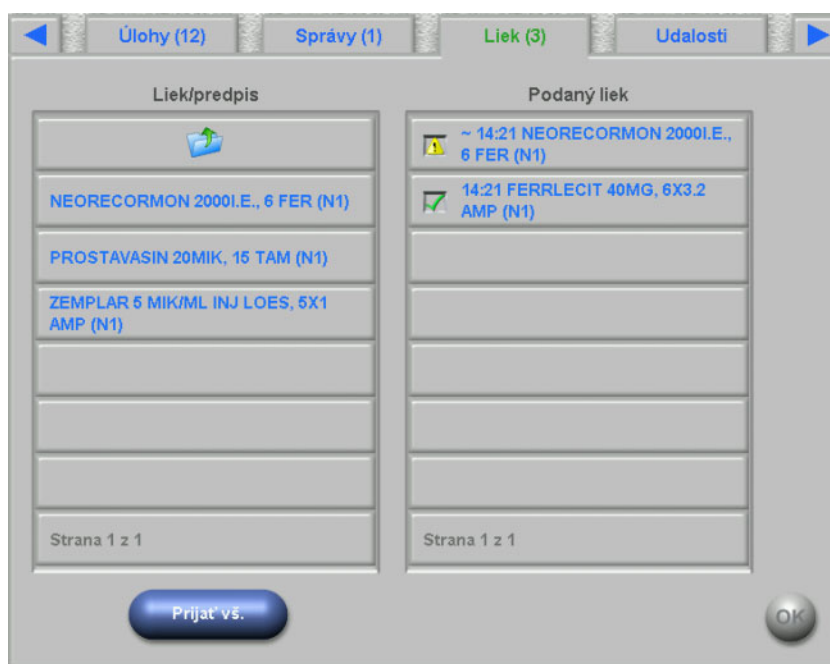 Úlohy (12)
Správy (1)
Liek (3)
Udalosti
Liek/predpis
NEORECORMON 2000I.E., 6 FER (N1)
PROSTAVASIN 20MIK, 15 TAM (N1)
ZEMPLAR 5 MIK/ML INJ LOES, 5X1
AMP (N1)
Strana 1 z 1
Podaný liek
~ 14:21 NEORECORMON 2000I.E.,
6 FER (N1)
14:21 FERRLECIT 40MG, 6X3.2
AMP (N1)
Strana 1 z 1
Prijať vš.
OK